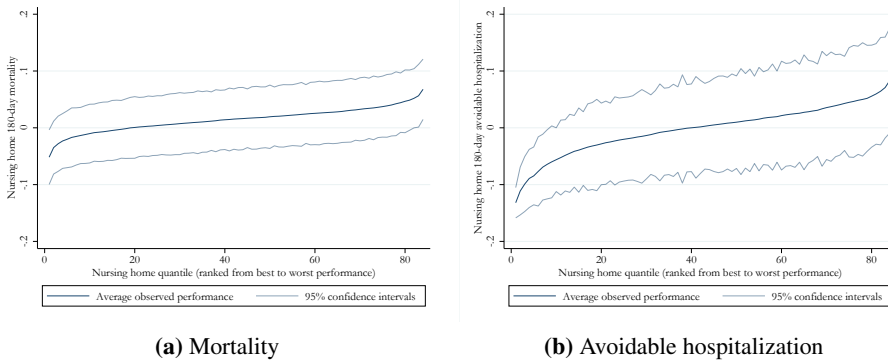 .2
.1
0
-.1
-.2
Nursing home 180-day mortality
0 20 40 60 80
Nursing home quantile (ranked from best to worst performance)
Average observed performance 95% confidence intervals
(a) Mortality
.2
.1
0
-.1
-.2
Nursing home 180-day avoidable hospitalization
0 20 40 60 80
Nursing home quantile (ranked from best to worst performance)
Average observed performance 95% confidence intervals
(b) Avoidable hospitalization